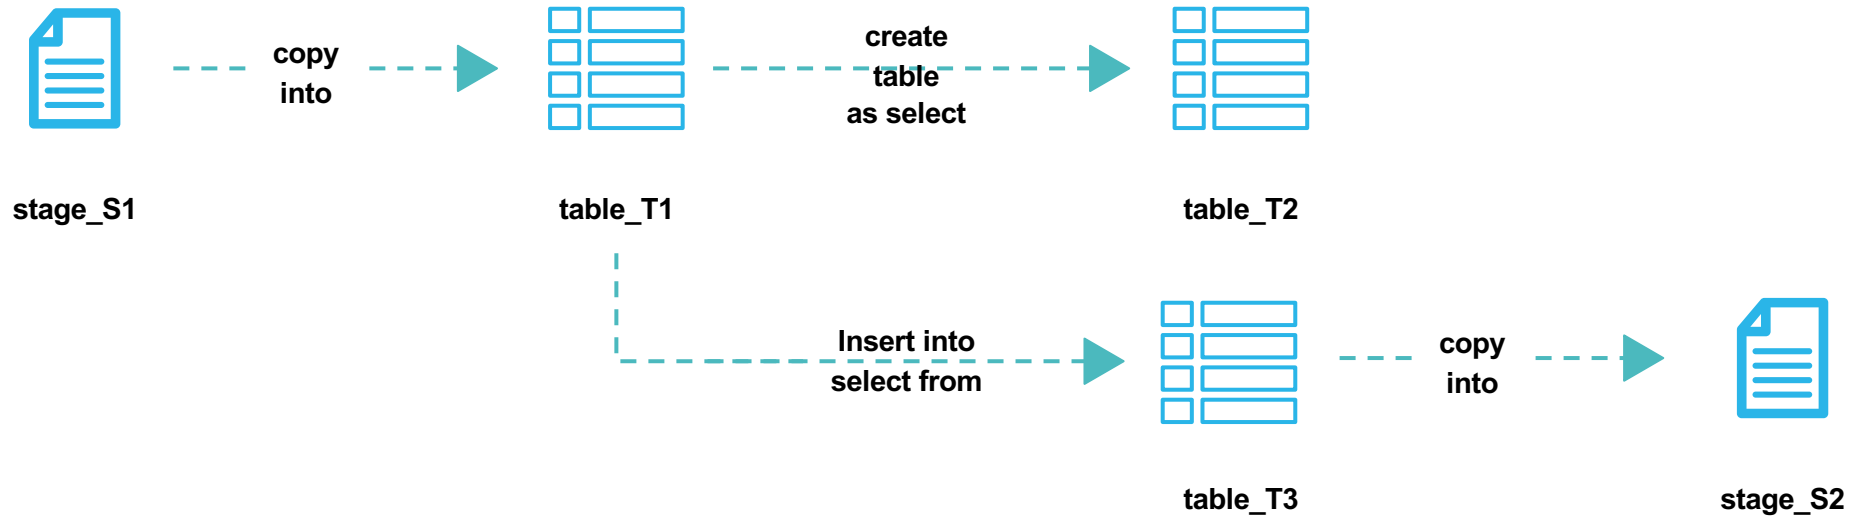 copy
into
create
table
as select
stage_S1
table_T1
table_T2
Insert into
select from
copy
into
table_T3
stage_S2